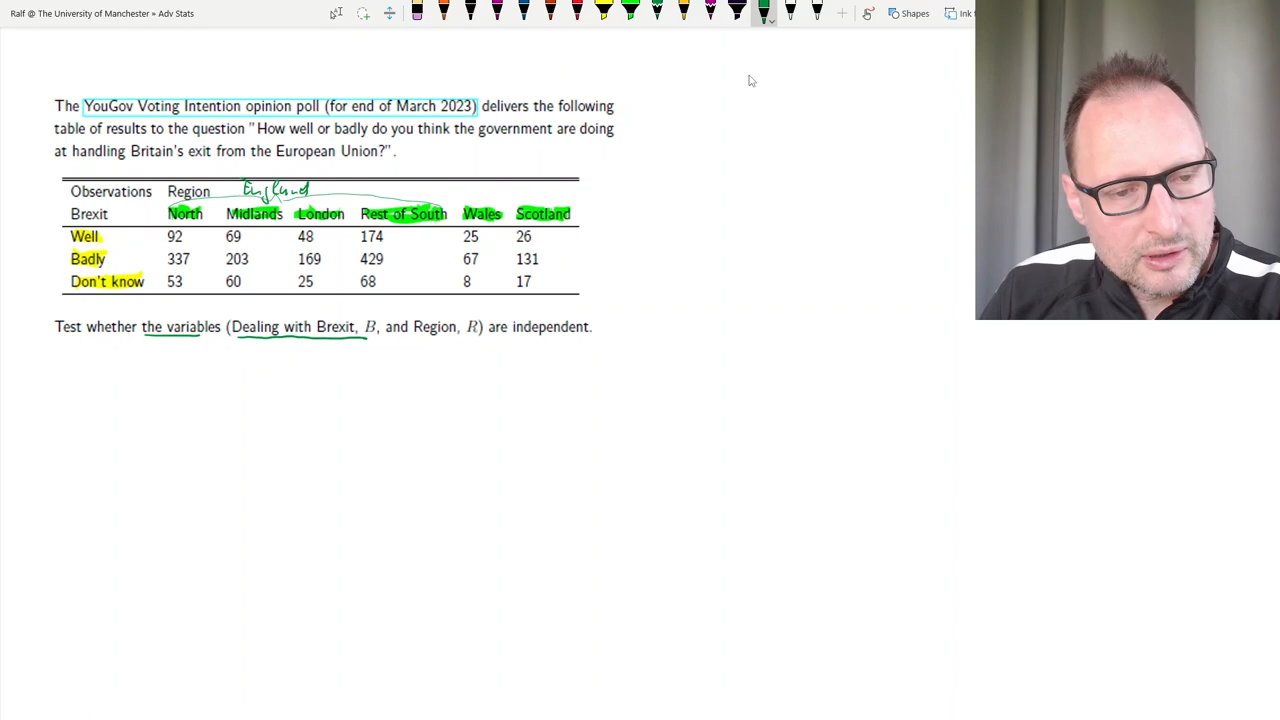 Ralf @ The University of Manchester » Adv Stats
Shapes
Ink t
The YouGov Voting Intention opinion poll (for end of March 2023) delivers the following
table of results to the question "How well or badly do you think the government are doing
at handling Britain's exit from the European Union?".
Observations Region England
Brexit North Midlands London Rest of South Wales Scotland
Well 92 69 48 174 25 26
Badly 337 203 169 429 67 131
Don't know 53 60 25 68 8 17
Test whether the variables (Dealing with Brexit, B, and Region, R) are independent.